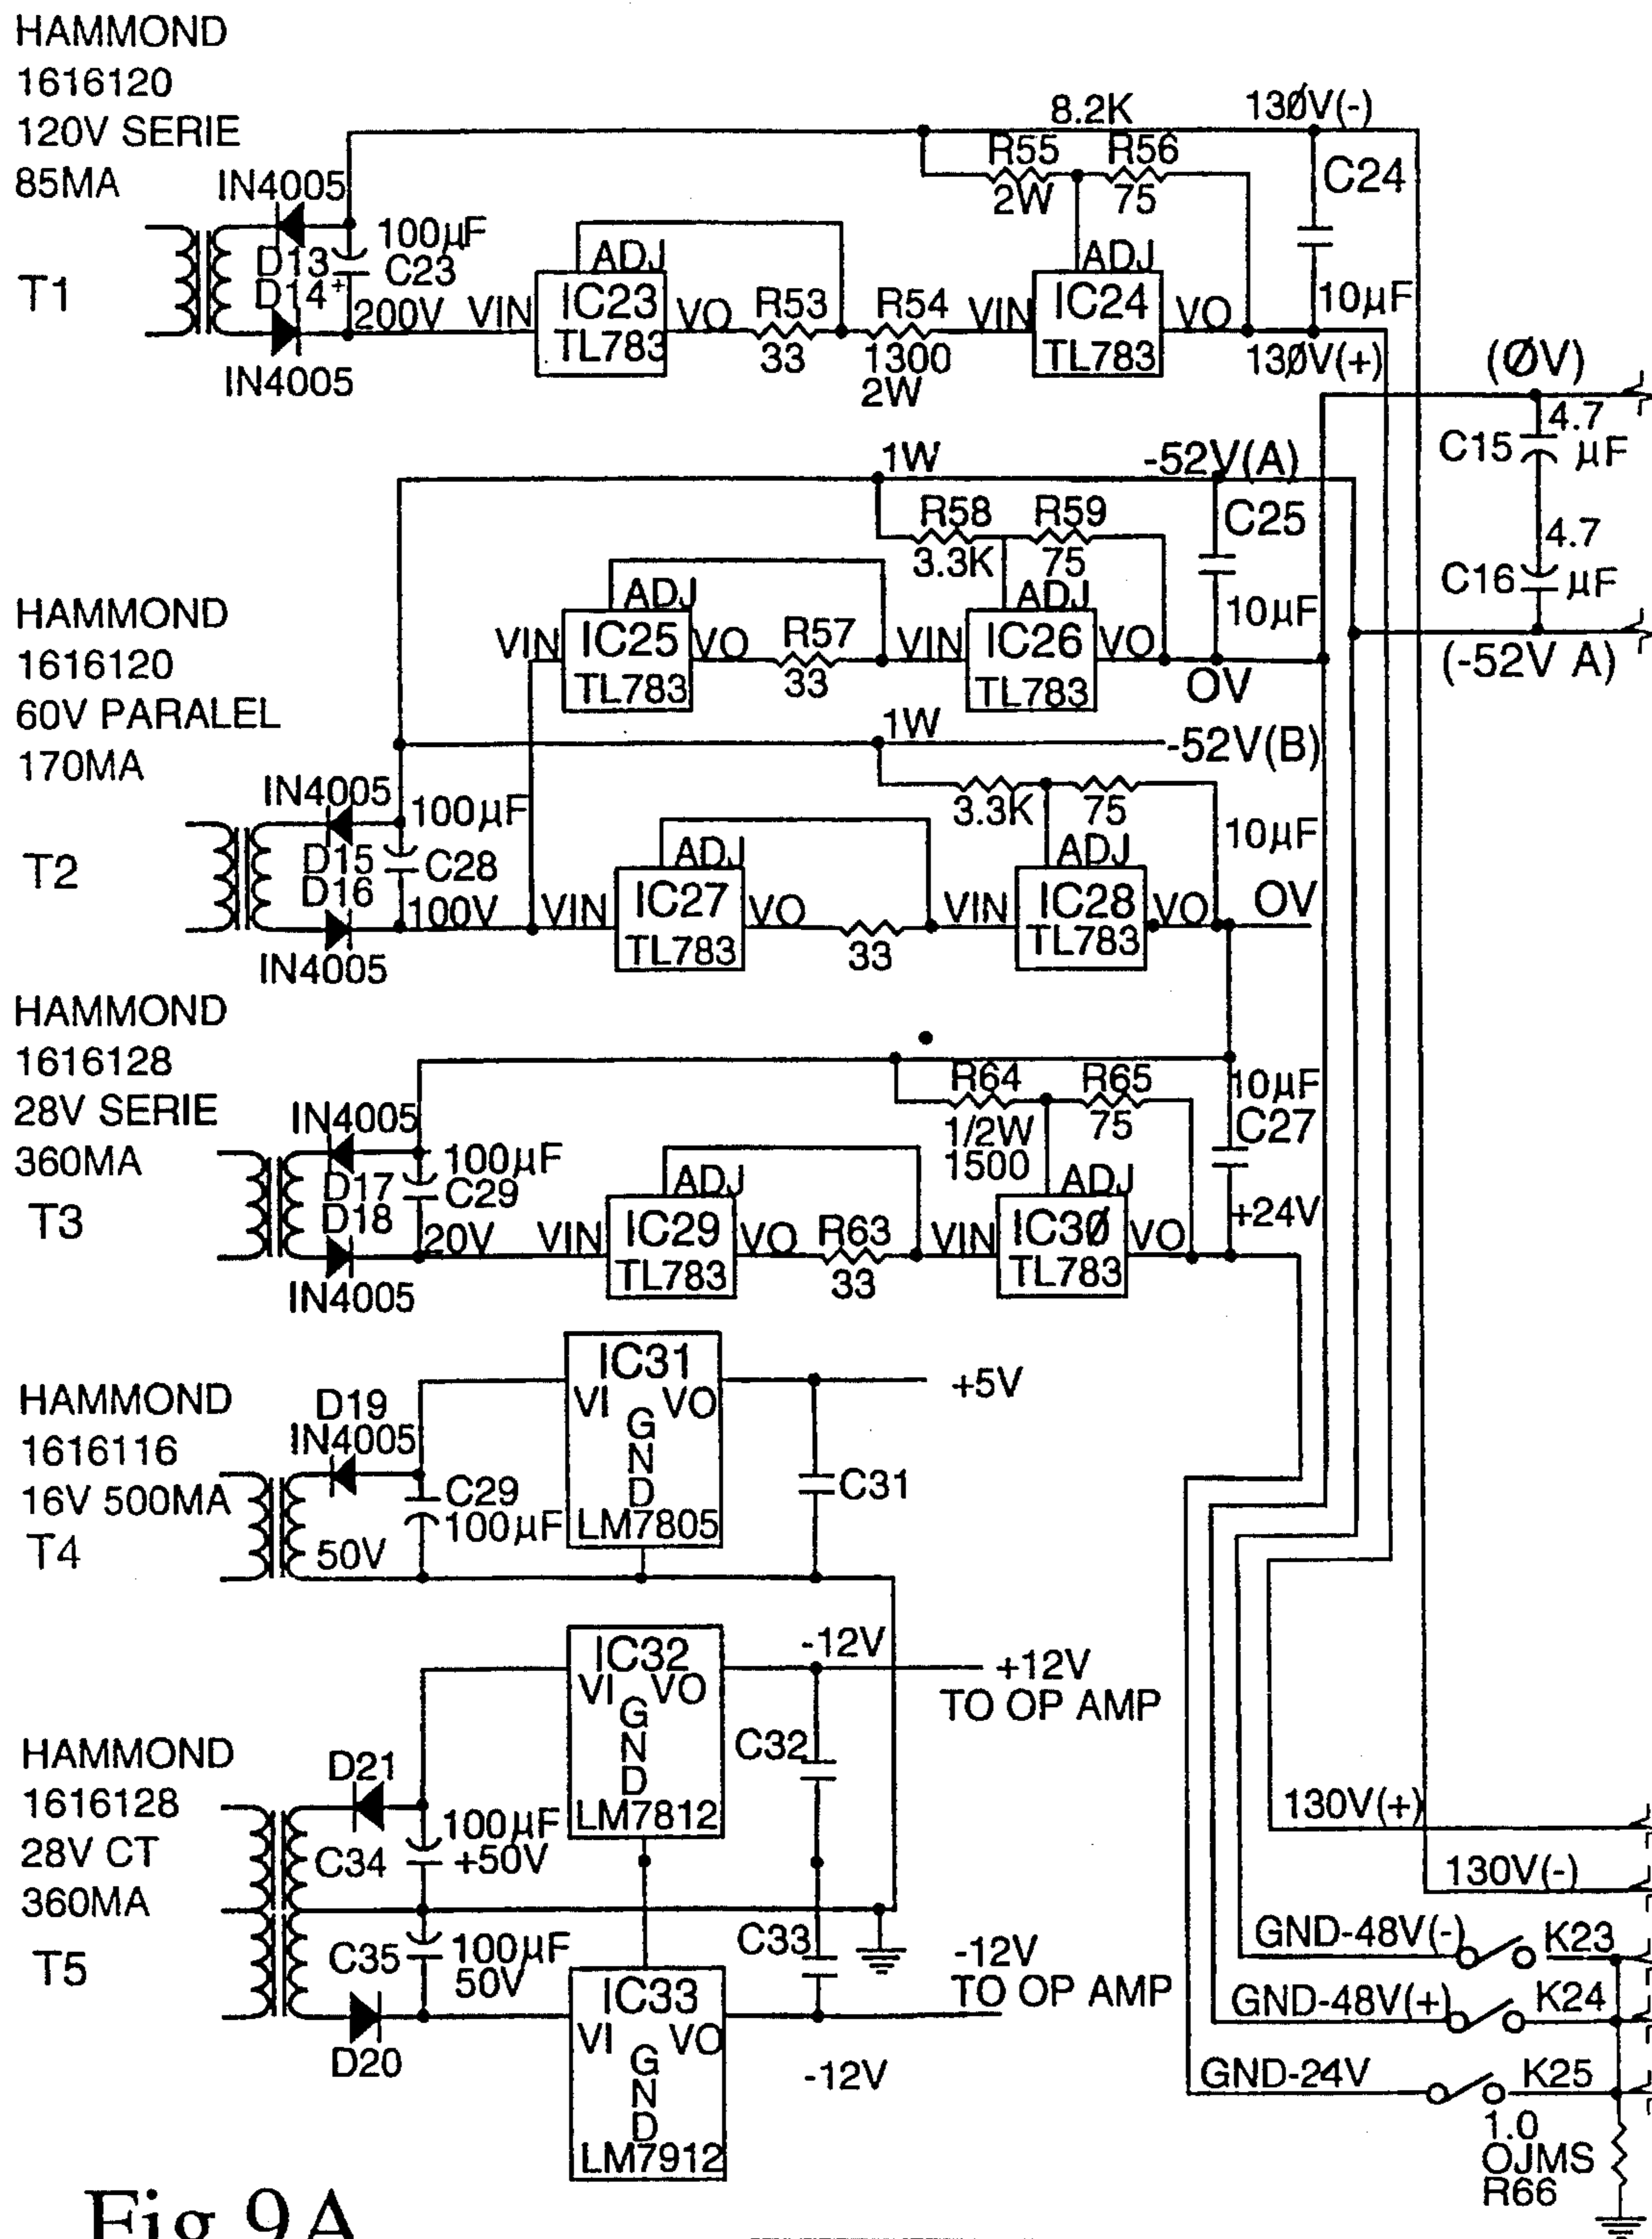 HAMMOND
1616120
120V SERIE
85MA
T1
IN4005
D13
D14+
IN4005
100µF
C23
200V
VIN
ADJ
IC23
TL783
VO
R53
33
R54
1300
2W
8.2K
R55
2W
R56
75
VIN
ADJ
IC24
TL783
VO
130V(-)
C24
10µF
130V(+)
(ØV)
4.7
C15
µF
4.7
C16
µF
(-52V A)
HAMMOND
1616120
60V PARALEL
170MA
T2
IN4005
D15
D16
IN4005
100µF
C28
100V
1W
-52V(A)
R58
3.3K
R59
75
C25
10µF
VIN
ADJ
IC25
TL783
VO
R57
33
VIN
ADJ
IC26
TL783
VO
OV
1W
-52V(B)
3.3K
75
10µF
VIN
ADJ
IC27
TL783
VO
33
VIN
ADJ
IC28
TL783
VO
OV
HAMMOND
1616128
28V SERIE
360MA
T3
IN4005
D17
D18
IN4005
100µF
C29
20V
VIN
ADJ
IC29
TL783
VO
R63
33
R64
1/2W
1500
R65
75
VIN
ADJ
IC3Ø
TL783
VO
10µF
C27
+24V
HAMMOND
1616116
16V 500MA
T4
D19
IN4005
C29
100µF
50V
IC31
VI VO
GND
LM7805
C31
+5V
HAMMOND
1616128
28V CT
360MA
T5
D21
C34
100µF
+50V
C35
100µF
50V
D20
IC32
VI VO
GND
LM7812
-12V
+12V
TO OP AMP
C32
C33
IC33
VI VO
GND
LM7912
-12V
TO OP AMP
-12V
130V(+)
130V(-)
GND-48V(-)
K23
GND-48V(+)
K24
GND-24V
K25
1.0
OJMS
R66
Fig 9A